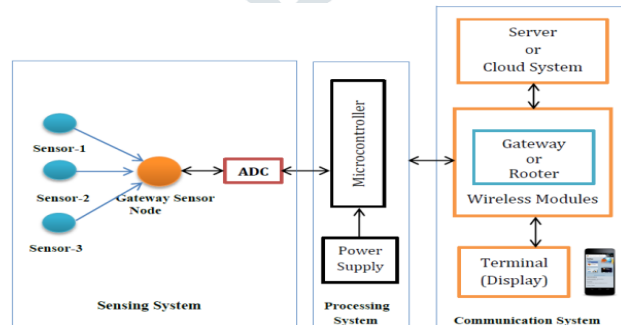 Sensor-1
Sensor-2
Sensor-3
Gateway Sensor
Node
ADC
Sensing System
Microcontroller
Power
Supply
Processing
System
Server
or
Cloud System
Gateway
or
Rooter
Wireless Modules
Terminal
(Display)
Communication System